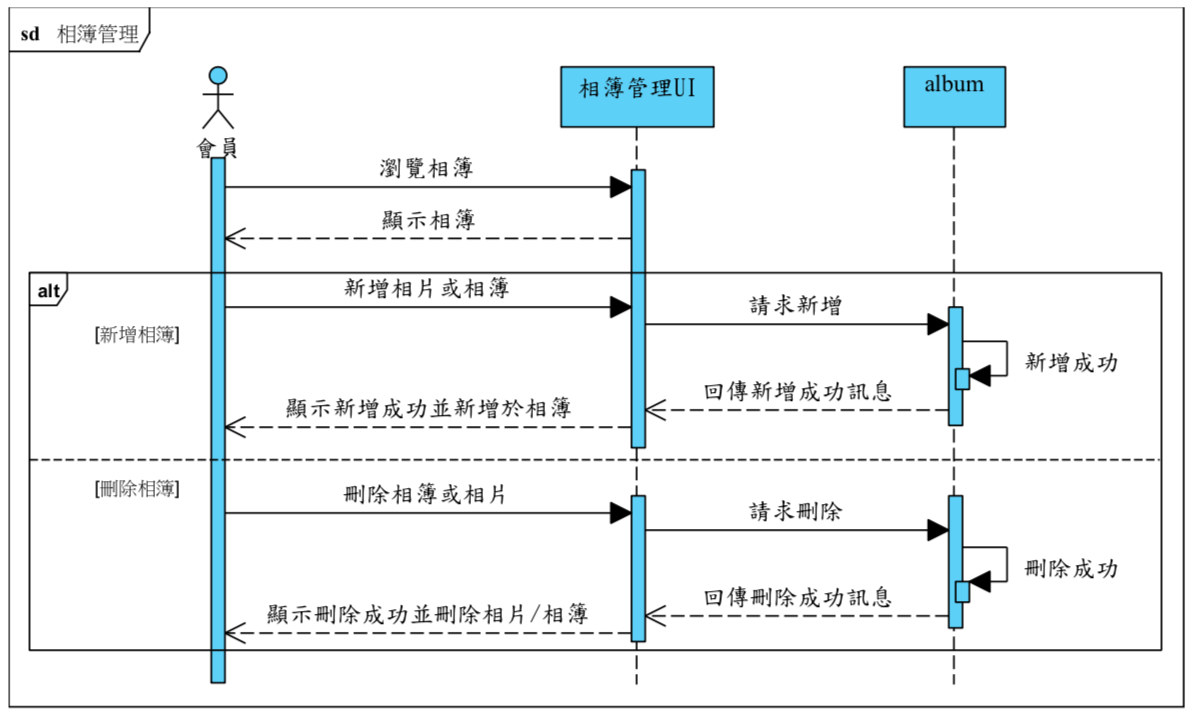 sd 相簿管理
會員
相簿管理UI
album
瀏覽相簿
顯示相簿
alt
新增相片或相簿
[新增相簿]
請求新增
新增成功
回傳新增成功訊息
顯示新增成功並新增於相簿
[刪除相簿]
刪除相簿或相片
請求刪除
刪除成功
回傳刪除成功訊息
顯示刪除成功並刪除相片/相簿